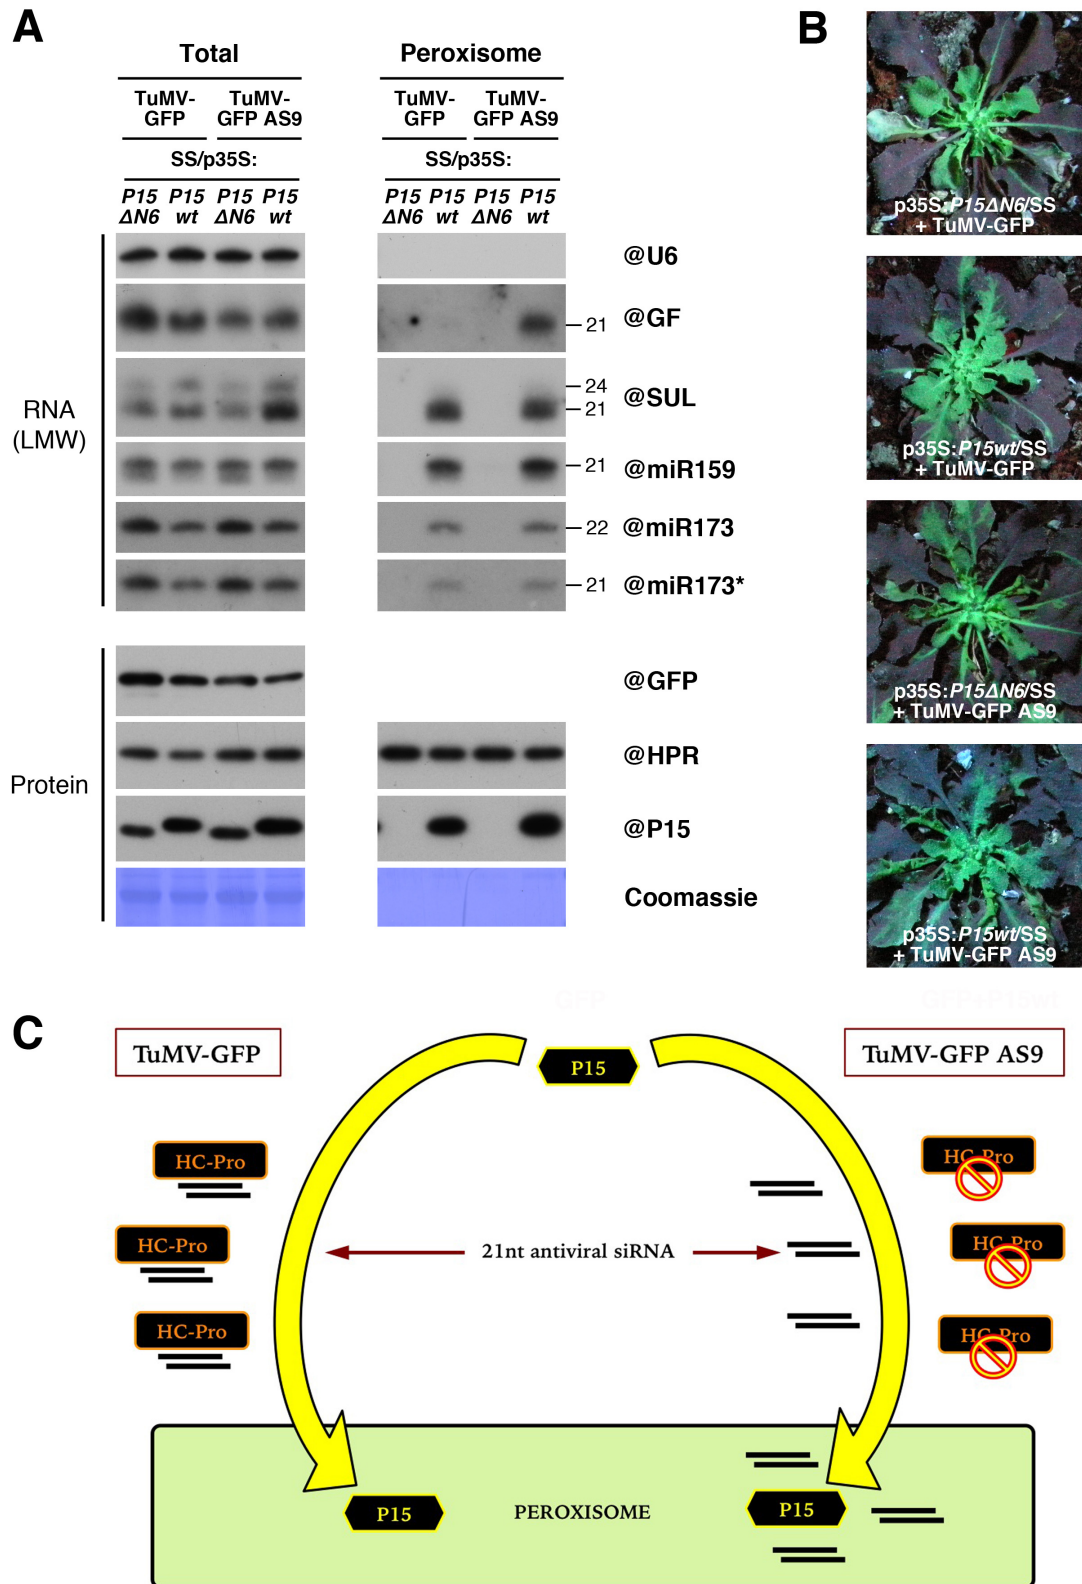 A
Total
Peroxisome
TuMV-
GFP
TuMV-
GFP AS9
TuMV-
GFP
TuMV-
GFP AS9
SS/p35S:
SS/p35S:
P15 P15 P15 P15
ΔN6 wt ΔN6 wt
P15 P15 P15 P15
ΔN6 wt ΔN6 wt
RNA
(LMW)
@U6
21 @GF
24
21
@SUL
21 @miR159
22 @miR173
21 @miR173*
Protein
@GFP
@HPR
@P15
Coomassie
B
p35S:P15ΔN6/SS
+ TuMV-GFP
p35S:P15wt/SS
+ TuMV-GFP
p35S:P15ΔN6/SS
+ TuMV-GFP AS9
p35S:P15wt/SS
+ TuMV-GFP AS9
C
TuMV-GFP
P15
TuMV-GFP AS9
HC-Pro
HC-Pro
HC-Pro
HC-Pro
21nt antiviral siRNA
HC-Pro
HC-Pro
P15
PEROXISOME
P15